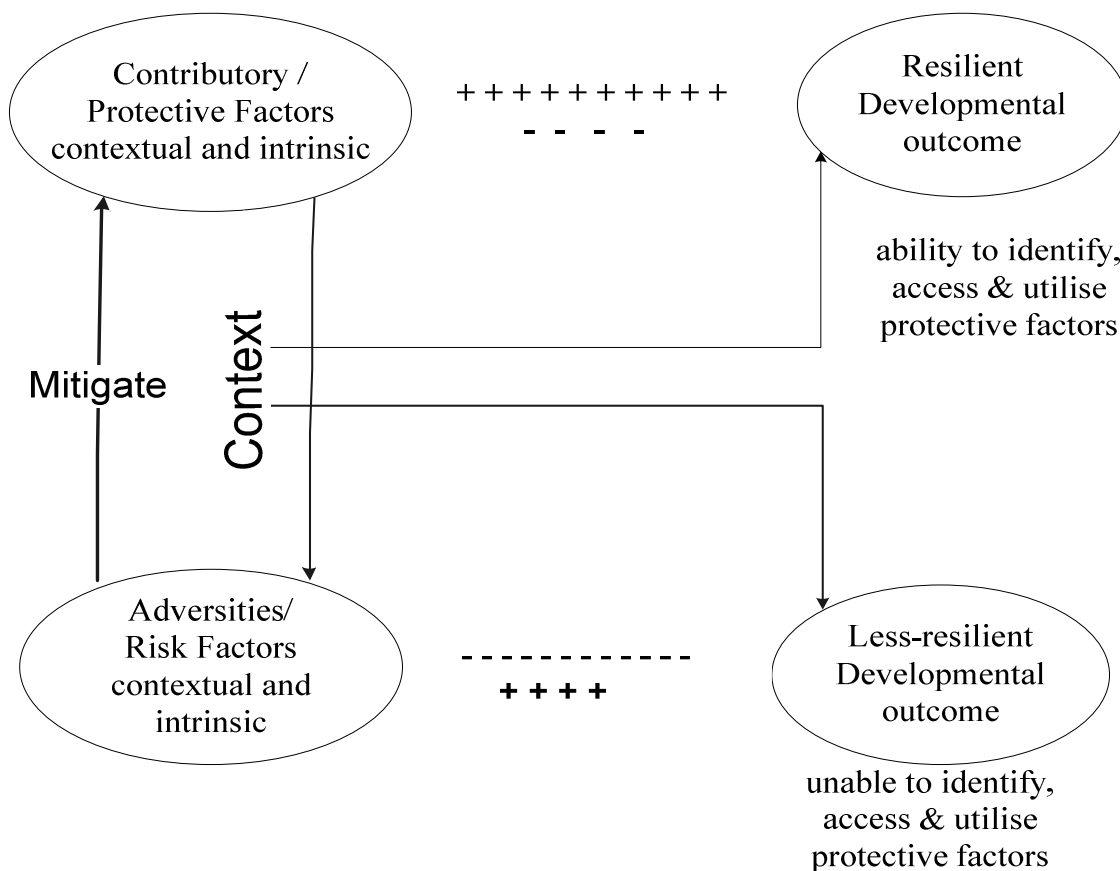 Contributory /
Protective Factors
contextual and intrinsic
+ + + + + + + + + +
- - - -
Resilient
Developmental
outcome
ability to identify,
access & utilise
protective factors
Mitigate
Context
Adversities/
Risk Factors
contextual and
intrinsic
- - - - - - - - - - - -
+ + + +
Less-resilient
Developmental
outcome
unable to identify,
access & utilise
protective factors